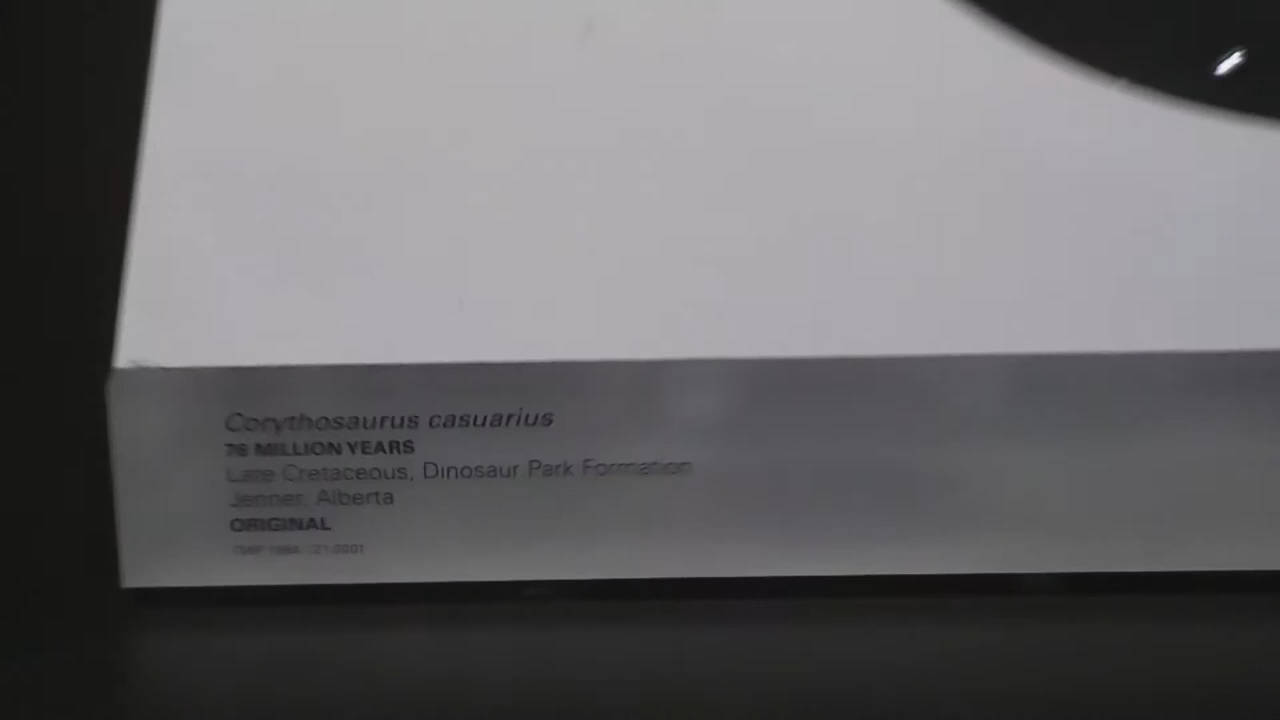 Corythosaurus casuarius
76 MILLION YEARS
Late Cretaceous, Dinosaur Park Formation
Jenner, Alberta
ORIGINAL